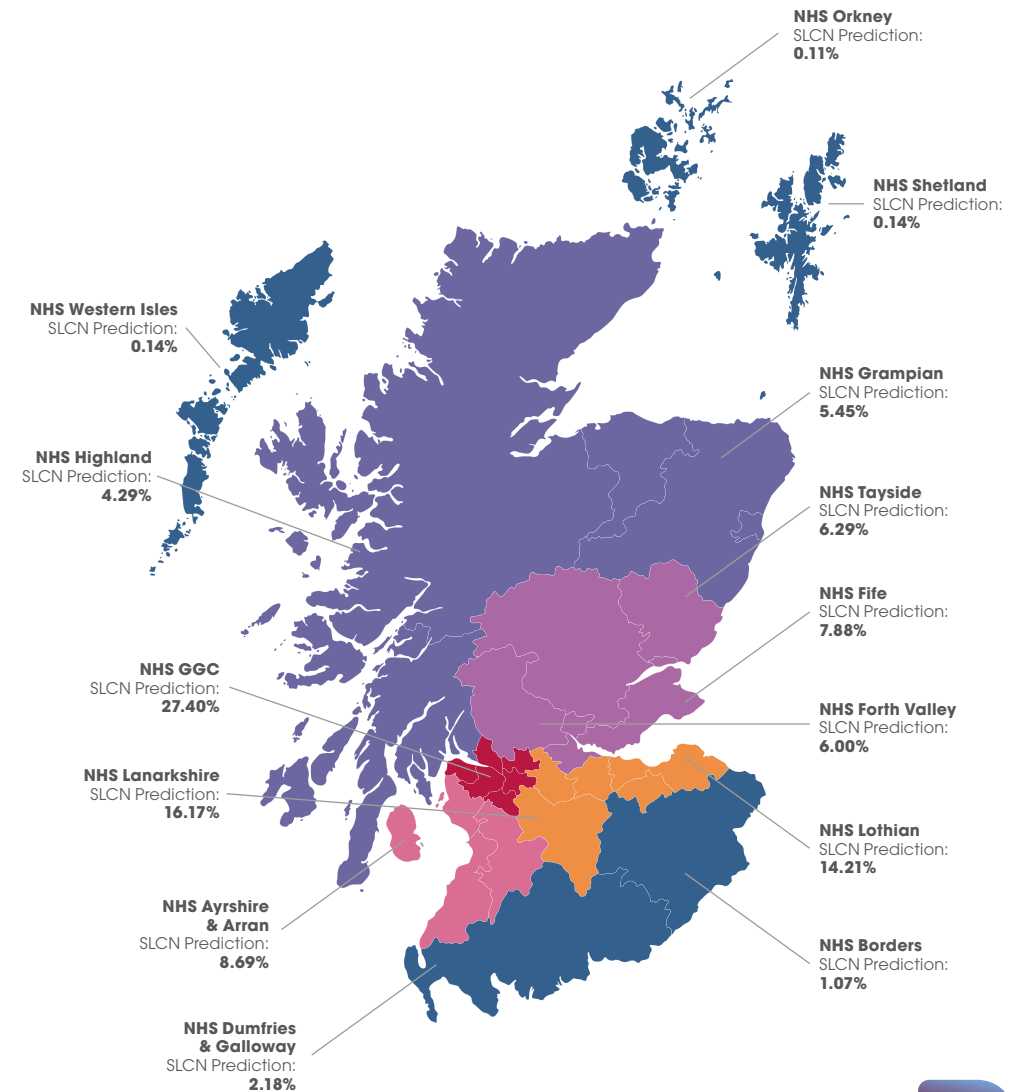 NHS Orkney
SLCN Prediction:
0.11%
NHS Shetland
SLCN Prediction:
0.14%
NHS Western Isles
SLCN Prediction:
0.14%
NHS Grampian
SLCN Prediction:
5.45%
NHS Highland
SLCN Prediction:
4.29%
NHS Tayside
SLCN Prediction:
6.29%
NHS Fife
SLCN Prediction:
7.88%
NHS GGC
SLCN Prediction:
27.40%
NHS Forth Valley
SLCN Prediction:
6.00%
NHS Lanarkshire
SLCN Prediction:
16.17%
NHS Lothian
SLCN Prediction:
14.21%
NHS Ayrshire
& Arran
SLCN Prediction:
8.69%
NHS Borders
SLCN Prediction:
1.07%
NHS Dumfries
& Galloway
SLCN Prediction:
2.18%